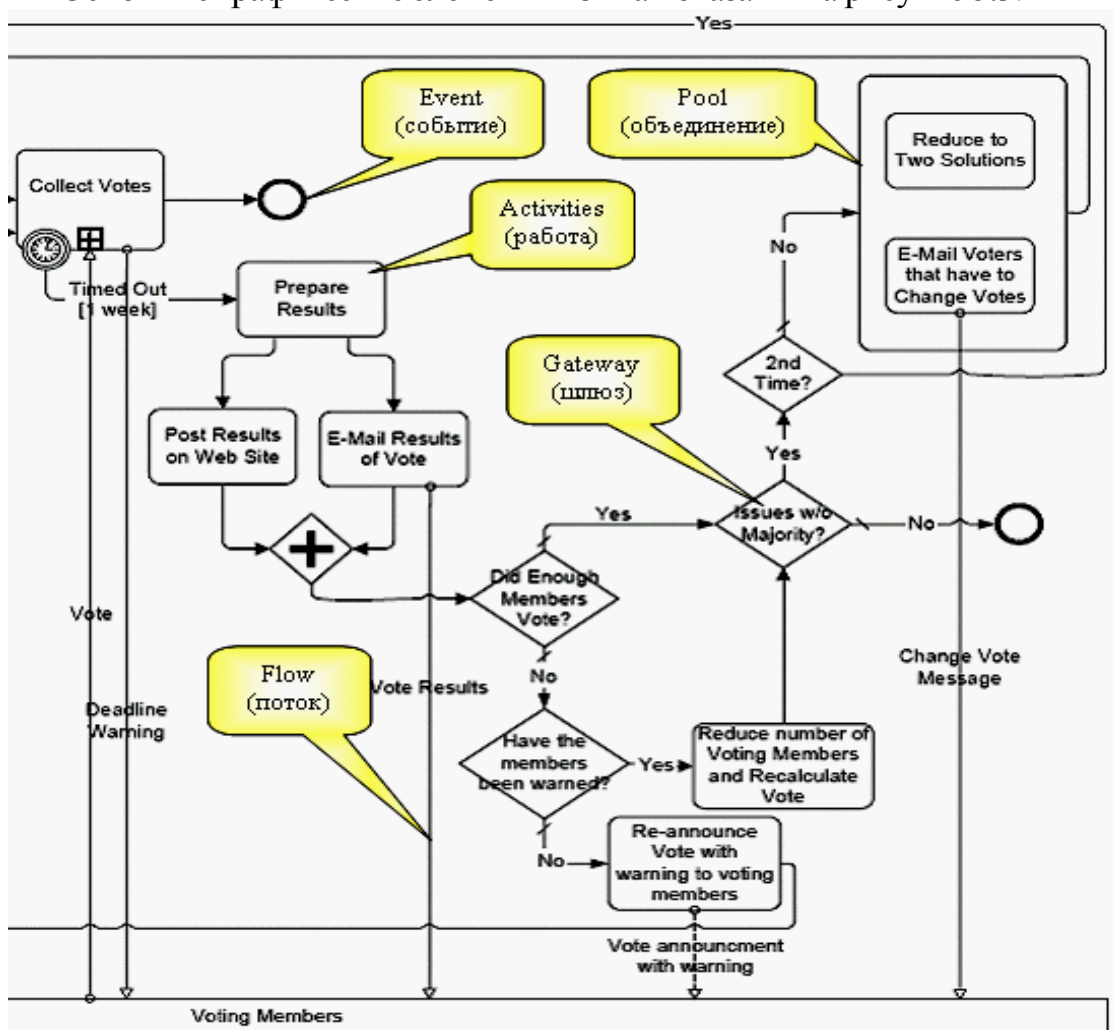 Yes
Event
(событие)
Pool
(объединение)
Reduce to
Two Solutions
Collect Votes
Activities
(работа)
No
E-Mail Voters
that have to
Change Votes
Timed Out
[1 week]
Prepare
Results
Gateway
(шлюз)
2nd
Time?
Post Results
on Web Site
E-Mail Results
of Vote
Yes
Yes
Issues w/o
Majority?
No
Did Enough
Members
Vote?
Vote
Flow
(поток)
No
Vote Results
Change Vote
Message
Deadline
Warning
Have the
members
been warned?
Yes
Reduce number of
Voting Members
and Recalculate
Vote
No
Re-announce
Vote with
warning to voting
members
Vote announcment
with warning
Voting Members